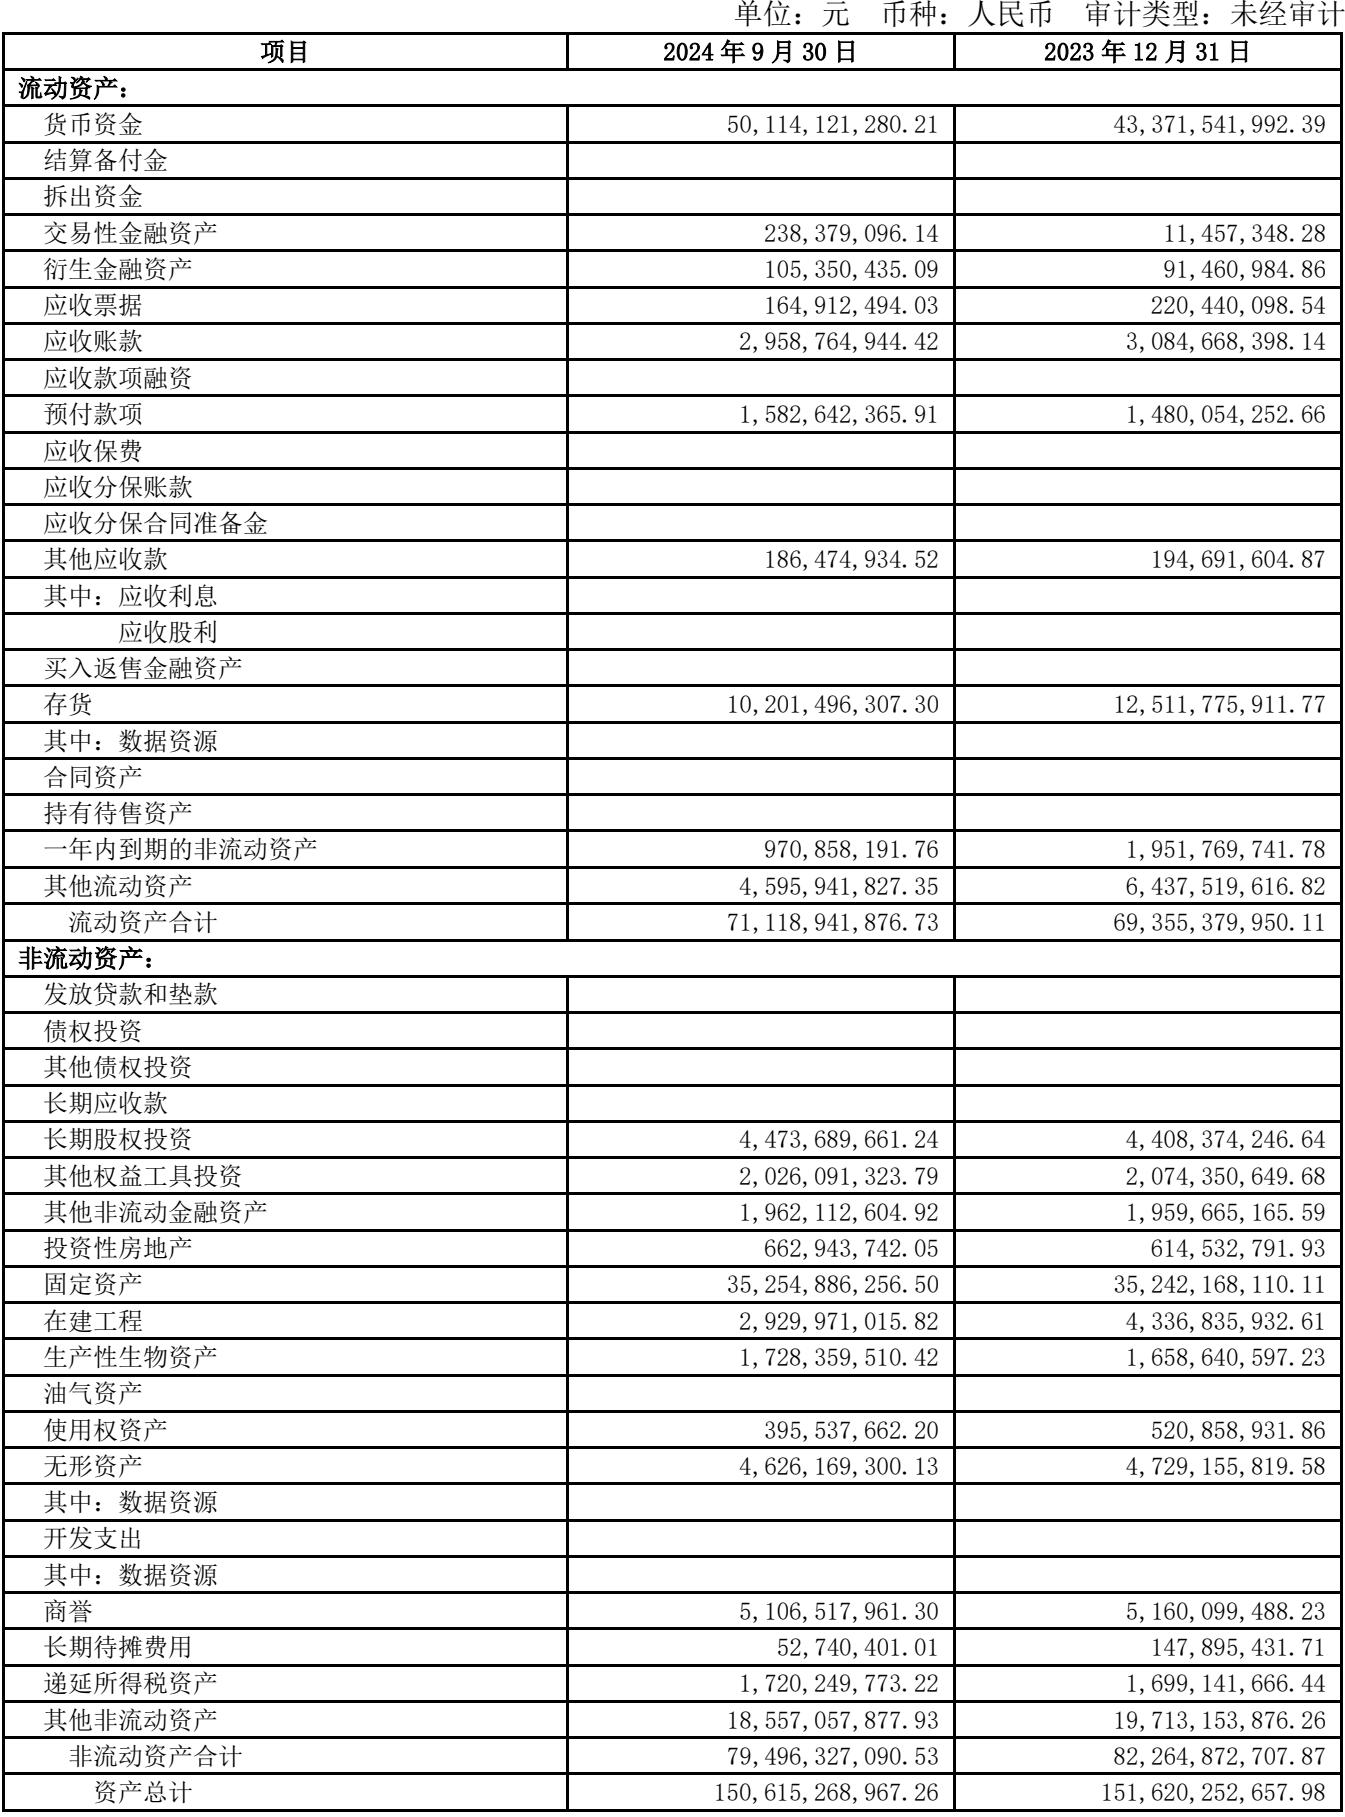 单位：元 币种：人民币 审计类型：未经审计
项目 2024年9月30日 2023年12月31日
流动资产：
货币资金 50,114,121,280.21 43,371,541,992.39
结算备付金
拆出资金
交易性金融资产 238,379,096.14 11,457,348.28
衍生金融资产 105,350,435.09 91,460,984.86
应收票据 164,912,494.03 220,440,098.54
应收账款 2,958,764,944.42 3,084,668,398.14
应收款项融资
预付款项 1,582,642,365.91 1,480,054,252.66
应收保费
应收分保账款
应收分保合同准备金
其他应收款 186,474,934.52 194,691,604.87
其中：应收利息
应收股利
买入返售金融资产
存货 10,201,496,307.30 12,511,775,911.77
其中：数据资源
合同资产
持有待售资产
一年内到期的非流动资产 970,858,191.76 1,951,769,741.78
其他流动资产 4,595,941,827.35 6,437,519,616.82
流动资产合计 71,118,941,876.73 69,355,379,950.11
非流动资产：
发放贷款和垫款
债权投资
其他债权投资
长期应收款
长期股权投资 4,473,689,661.24 4,408,374,246.64
其他权益工具投资 2,026,091,323.79 2,074,350,649.68
其他非流动金融资产 1,962,112,604.92 1,959,665,165.59
投资性房地产 662,943,742.05 614,532,791.93
固定资产 35,254,886,256.50 35,242,168,110.11
在建工程 2,929,971,015.82 4,336,835,932.61
生产性生物资产 1,728,359,510.42 1,658,640,597.23
油气资产
使用权资产 395,537,662.20 520,858,931.86
无形资产 4,626,169,300.13 4,729,155,819.58
其中：数据资源
开发支出
其中：数据资源
商誉 5,106,517,961.30 5,160,099,488.23
长期待摊费用 52,740,401.01 147,895,431.71
递延所得税资产 1,720,249,773.22 1,699,141,666.44
其他非流动资产 18,557,057,877.93 19,713,153,876.26
非流动资产合计 79,496,327,090.53 82,264,872,707.87
资产总计 150,615,268,967.26 151,620,252,657.98